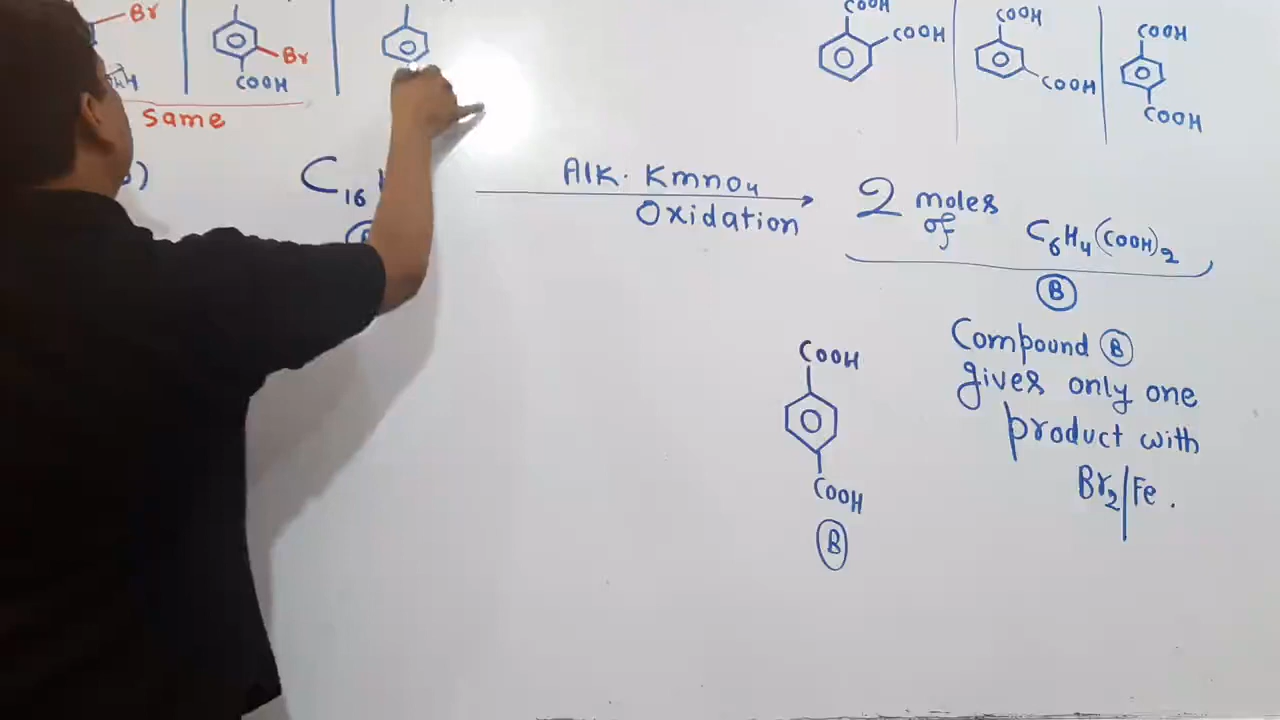 Br
Br
COOH
COOH
COOH
COOH
COOH
COOH
COOH
Same
C16
Alk. Kmno4
Oxidation
2 moles
of
C6H4(COOH)2
B
COOH
COOH
B
Compound B
gives only one
product with
Br2/Fe.